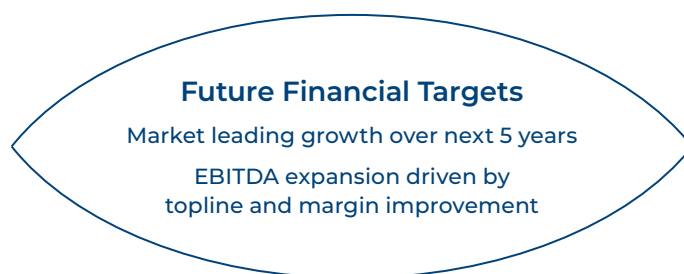 Future Financial Targets
Market leading growth over next 5 years
EBITDA expansion driven by
topline and margin improvement